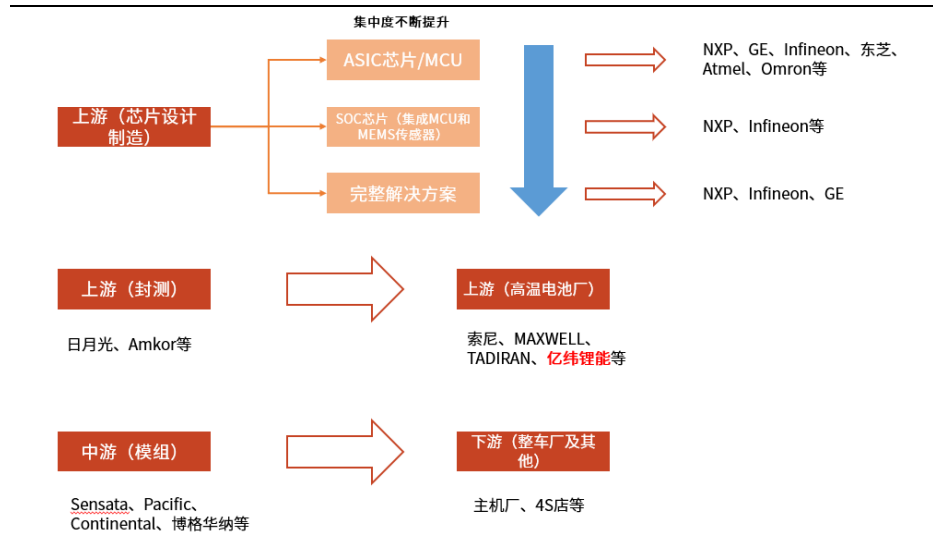 集中度不断提升
ASIC芯片/MCU
NXP、GE、Infineon、东芝、
Atmel、Omron等
上游（芯片设计
制造）
SOC芯片（集成MCU和
MEMS传感器）
NXP、Infineon等
完整解决方案
NXP、Infineon、GE
上游（封测）
上游（高温电池厂）
日月光、Amkor等
索尼、MAXWELL、
TADIRAN、亿纬锂能等
中游（模组）
下游（整车厂及其
他）
Sensata、Pacific、
Continental、博格华纳等
主机厂、4S店等